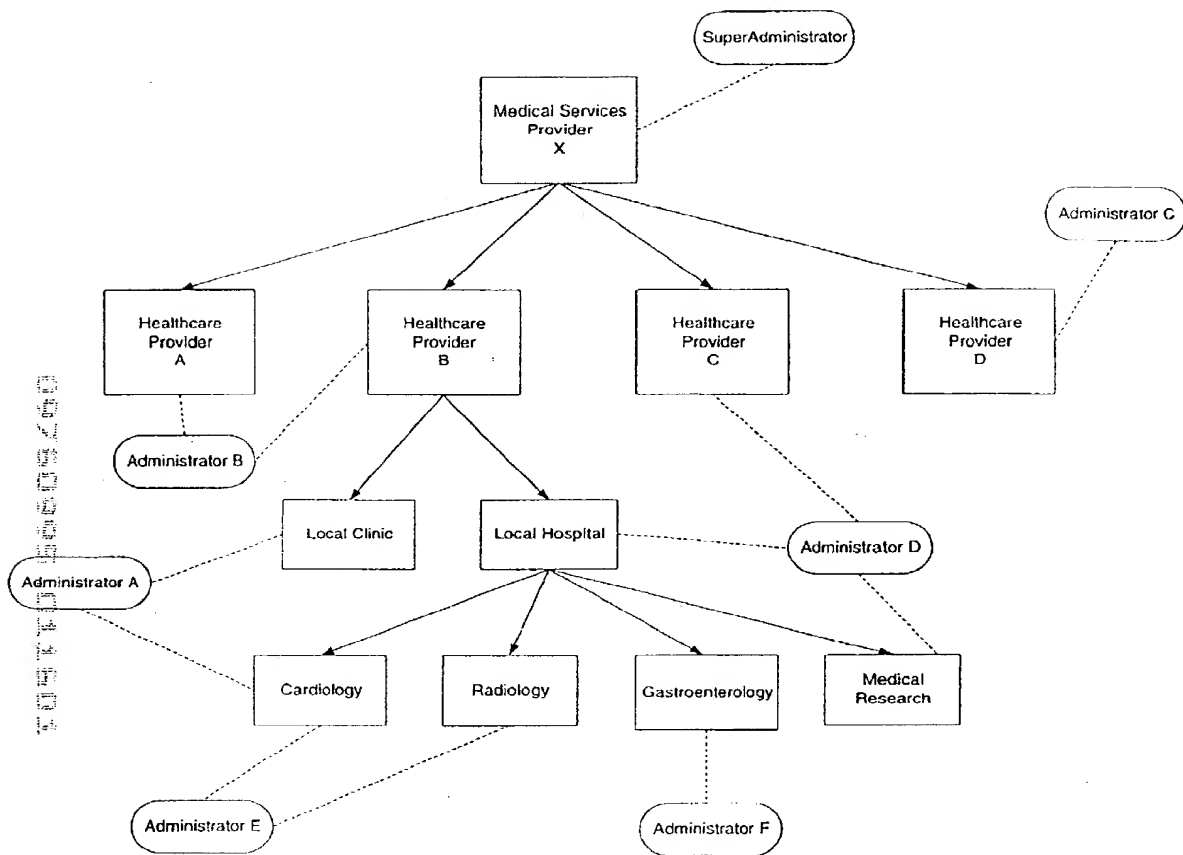 SuperAdministrator
Medical Services
Provider
X
Administrator C
Healthcare
Provider
A
Healthcare
Provider
B
Healthcare
Provider
C
Healthcare
Provider
D
Administrator B
Local Clinic
Local Hospital
Administrator D
Administrator A
Cardiology
Radiology
Gastroenterology
Medical
Research
Administrator E
Administrator F